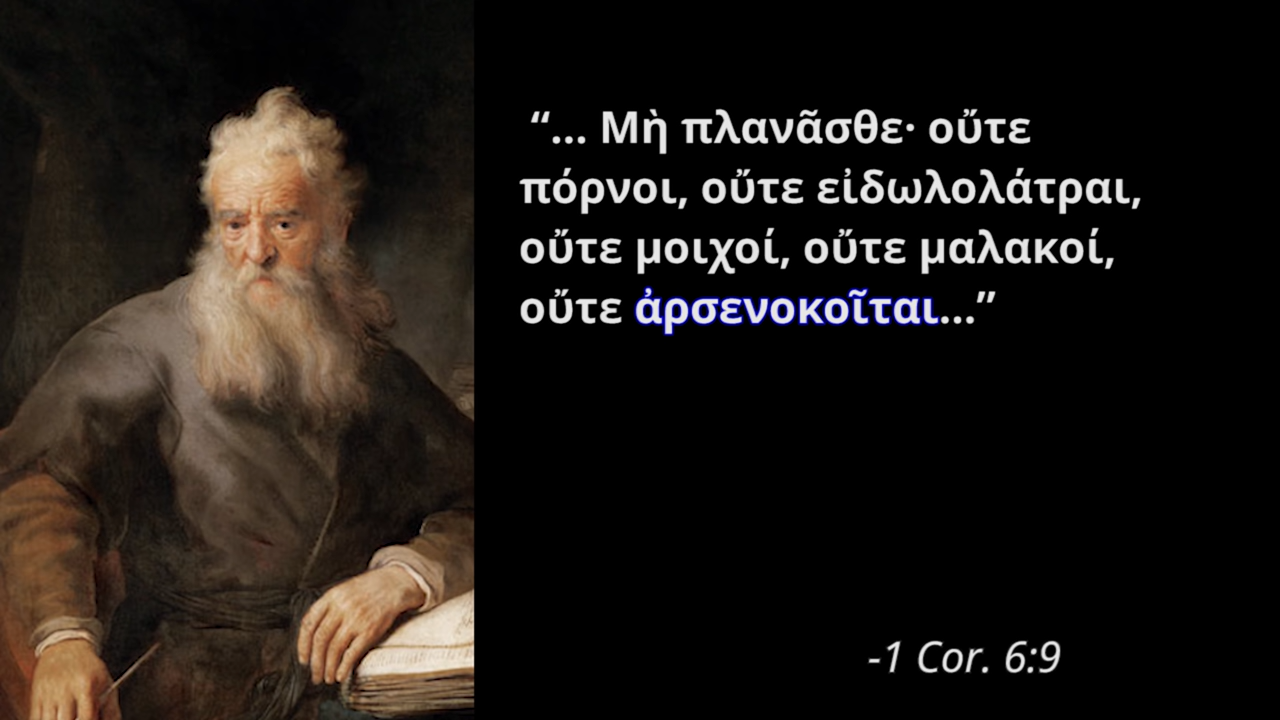 “... Μὴ πλανᾶσθε· οὔτε
πόρνοι, οὔτε εἰδωλολάτραι,
οὔτε μοιχοί, οὔτε μαλακοί,
οὔτε ἀρσενοκοῖται...”
-1 Cor. 6:9